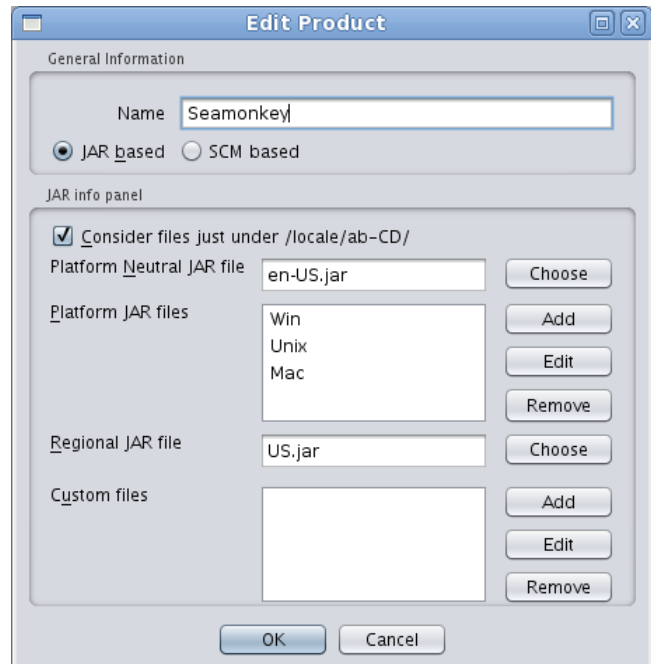 Edit Product
General Information
Name Seamonkey
JAR based SCM based
JAR info panel
Consider files just under /locale/ab-CD/
Platform Neutral JAR file en-US.jar Choose
Platform JAR files Win Add
Unix
Edit
Mac
Remove
Regional JAR file US.jar Choose
Custom files Add
Edit
Remove
OK Cancel